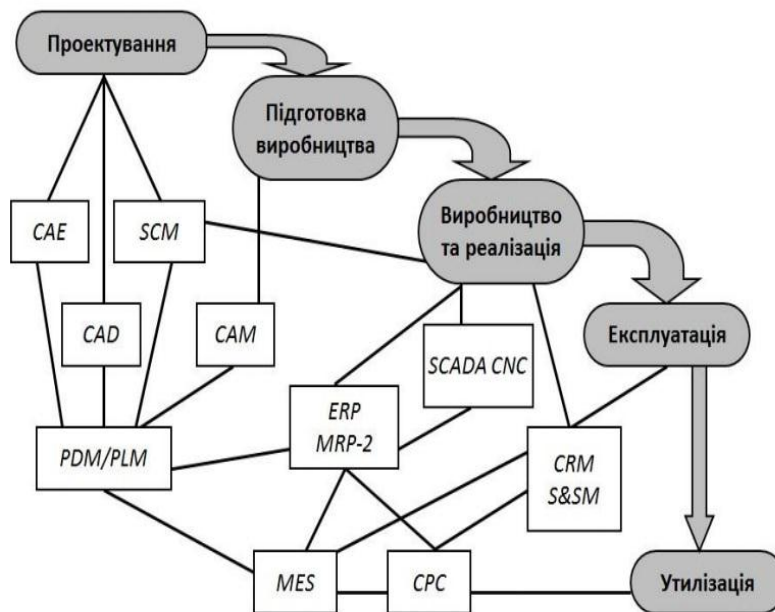 Проектування
Підготовка
виробництва
Виробництво
та реалізація
CAE
SCM
CAD
CAM
SCADA CNC
Експлуатація
ERP
MRP-2
PDM/PLM
CRM
S&SM
MES
CPC
Утилізація